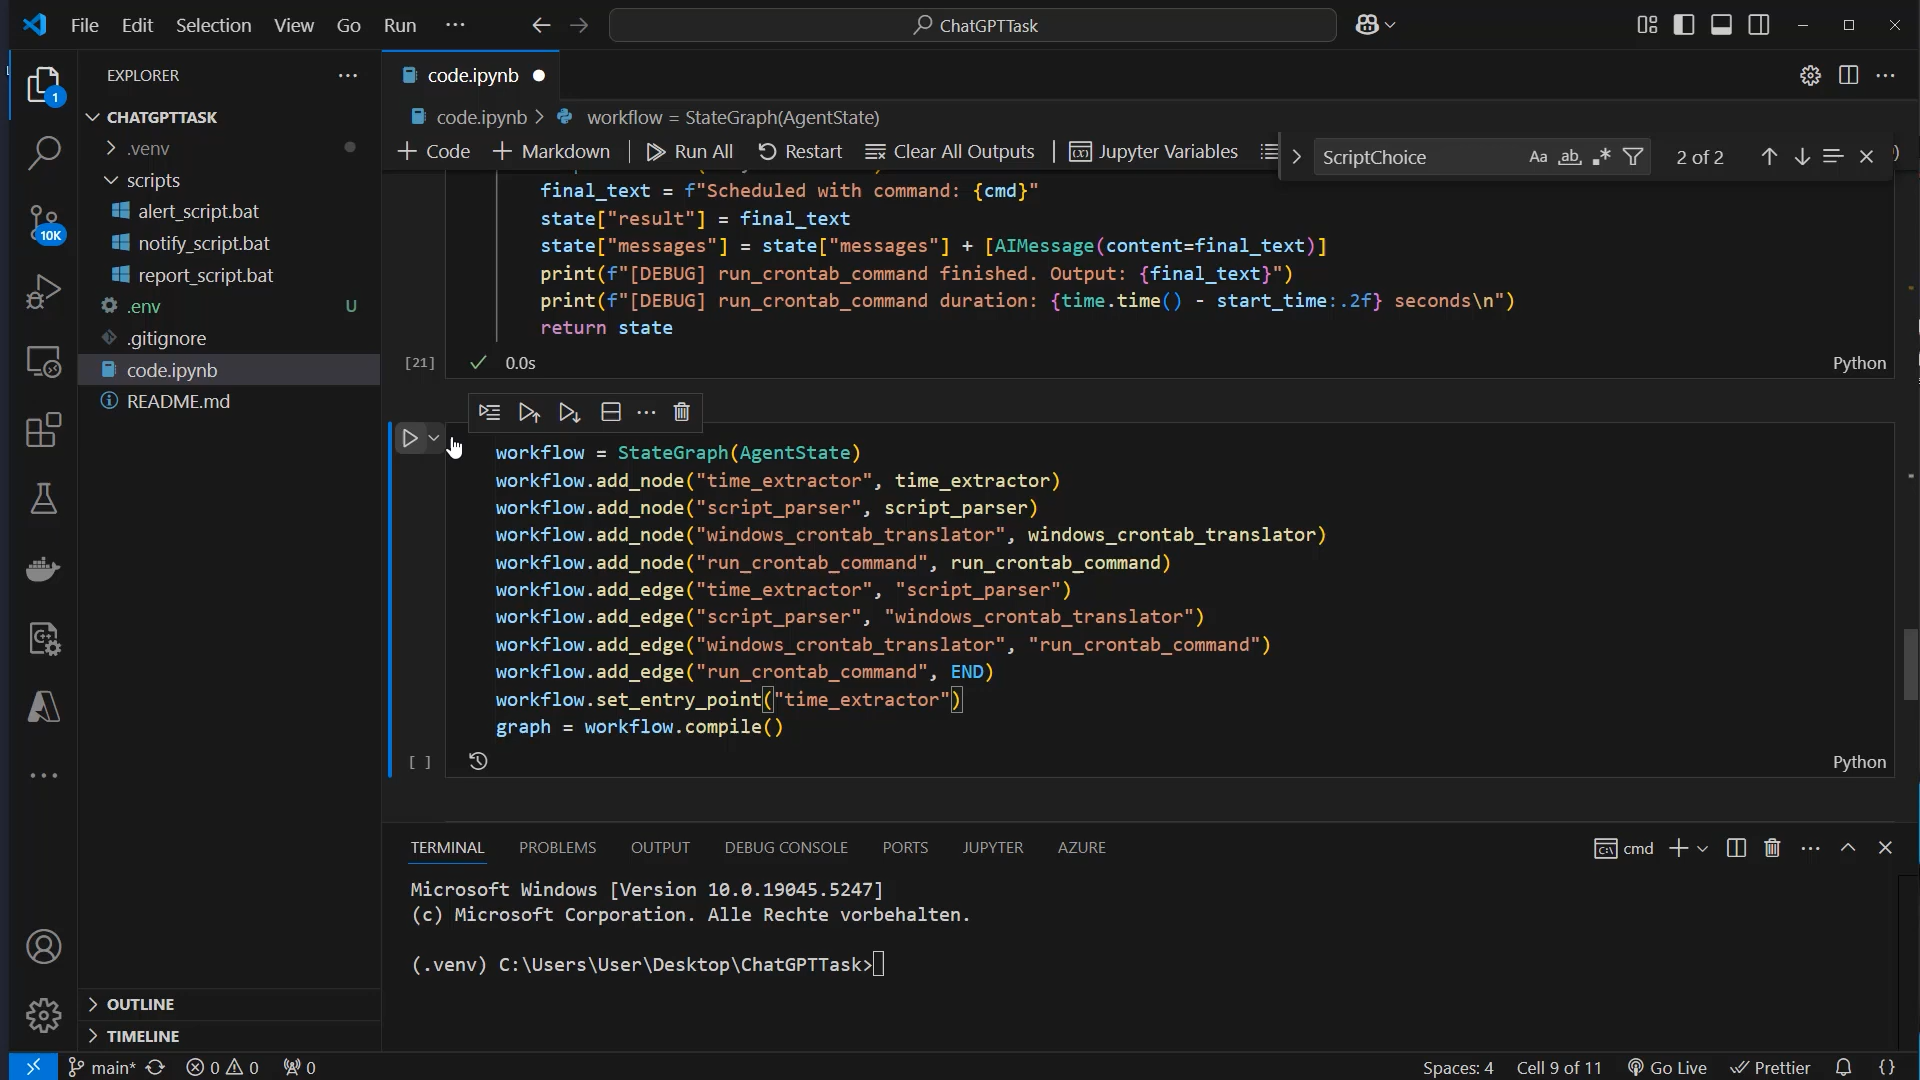 File Edit Selection View Go Run ···
ChatGPTTask
EXPLORER
CHATGPTTASK
.venv
scripts
alert_script.bat
notify_script.bat
report_script.bat
.env U
.gitignore
code.ipynb
README.md
OUTLINE
TIMELINE
1
10K
code.ipynb
code.ipynb > workflow = StateGraph(AgentState)
Code Markdown Run All Restart Clear All Outputs Jupyter Variables
ScriptChoice Aa ab 2 of 2
final_text = f"Scheduled with command: {cmd}"
state["result"] = final_text
state["messages"] = state["messages"] + [AIMessage(content=final_text)]
print(f"[DEBUG] run_crontab_command finished. Output: {final_text}")
print(f"[DEBUG] run_crontab_command duration: {time.time() - start_time:.2f} seconds\n")
return state
[21] 0.0s Python
workflow = StateGraph(AgentState)
workflow.add_node("time_extractor", time_extractor)
workflow.add_node("script_parser", script_parser)
workflow.add_node("windows_crontab_translator", windows_crontab_translator)
workflow.add_node("run_crontab_command", run_crontab_command)
workflow.add_edge("time_extractor", "script_parser")
workflow.add_edge("script_parser", "windows_crontab_translator")
workflow.add_edge("windows_crontab_translator", "run_crontab_command")
workflow.add_edge("run_crontab_command", END)
workflow.set_entry_point("time_extractor")
graph = workflow.compile()
[ ] Python
TERMINAL PROBLEMS OUTPUT DEBUG CONSOLE PORTS JUPYTER AZURE
cmd
Microsoft Windows [Version 10.0.19045.5247]
(c) Microsoft Corporation. Alle Rechte vorbehalten.
(.venv) C:\Users\User\Desktop\ChatGPTTask>
main* 0 0 0 Spaces: 4 Cell 9 of 11 Go Live Prettier {}